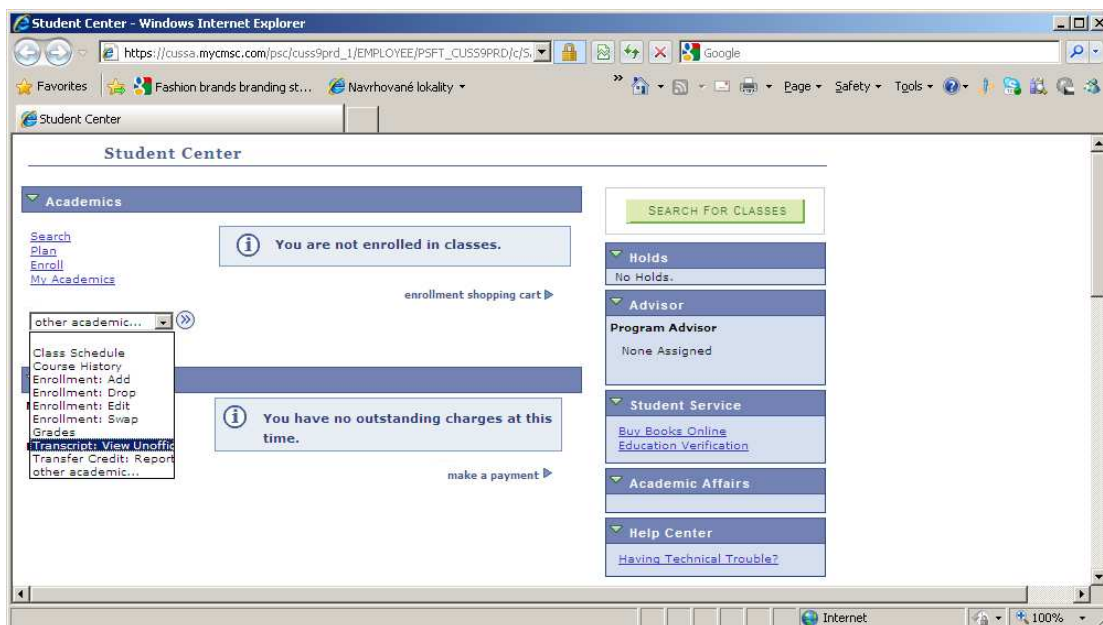 Student Center - Windows Internet Explorer
https://cussa.mycmsc.com/psc/cuss9prd_1/EMPLOYEE/PSFT_CUSS9PRD/c/S.
Google
Favorites Fashion brands branding st... Navrhované lokality
» Page Safety Tools
Student Center
Student Center
Academics
Search
Plan
Enroll
My Academics
You are not enrolled in classes.
enrollment shopping cart
other academic...
Class Schedule
Course History
Enrollment: Add
Enrollment: Drop
Enrollment: Edit
Enrollment: Swap
Grades
Transcript: View Unoffic
Transfer Credit: Report
other academic...
You have no outstanding charges at this
time.
make a payment
SEARCH FOR CLASSES
Holds
No Holds.
Advisor
Program Advisor
None Assigned
Student Service
Buy Books Online
Education Verification
Academic Affairs
Help Center
Having Technical Trouble?
Internet 100%